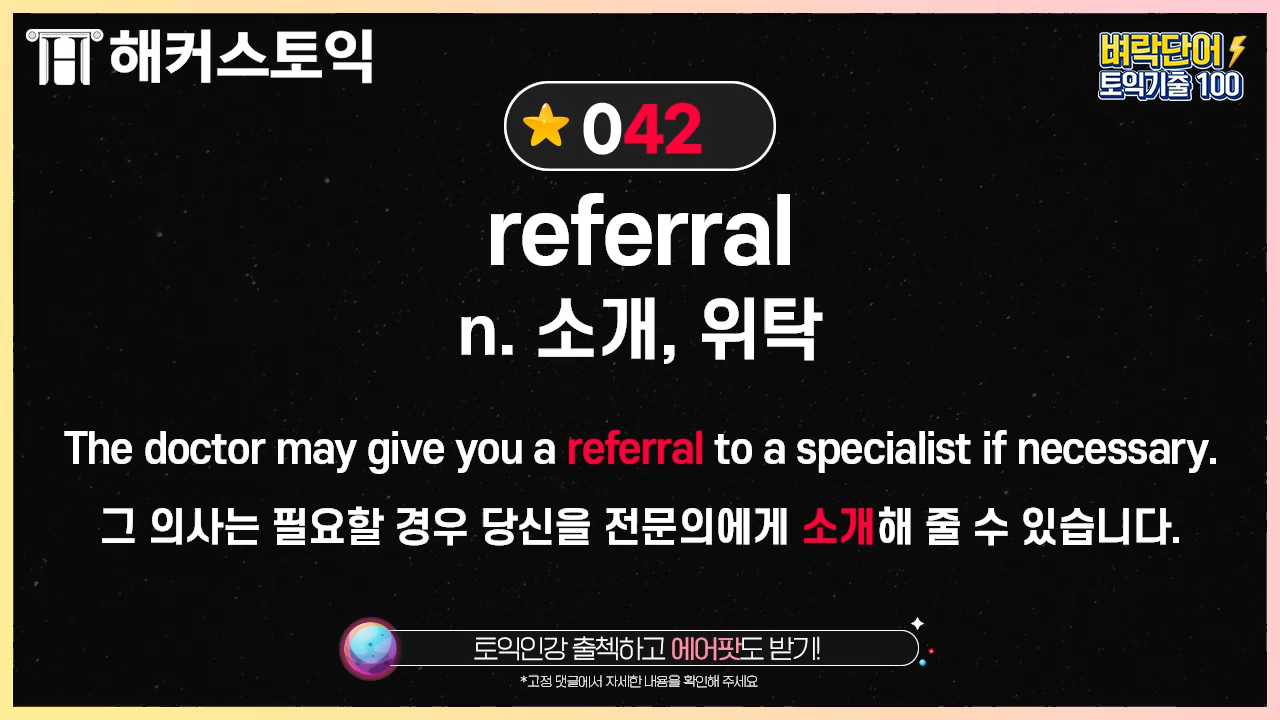 해커스토익
벼락단어
토익기출 100
042
referral
n. 소개, 위탁
The doctor may give you a referral to a specialist if necessary.
그 의사는 필요할 경우 당신을 전문의에게 소개해 줄 수 있습니다.
토익인강 출첵하고 에어팟도 받기!
*고정 댓글에서 자세한 내용을 확인해 주세요